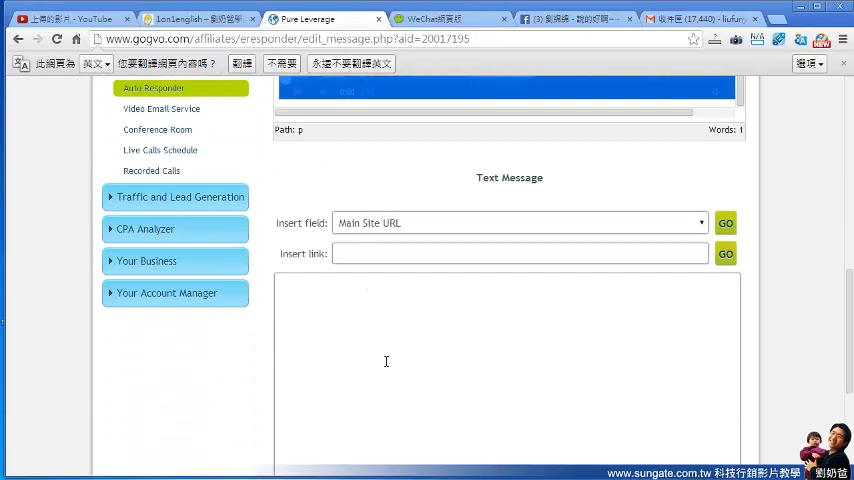 上傳的影片 - YouTube
1on1english – 劉奶爸學
Pure Leverage
WeChat網頁版
(3) 劉綿綿 - 說的好啊~~
收件匣 (17,440) - liufuny
www.gogvo.com/affiliates/eresponder/edit_message.php?aid=20017195
N/A
NEW
此網頁為 英文 您要翻譯網頁內容嗎？ 翻譯 不需要 永遠不要翻譯英文 選項
Auto Responder
Video Email Service
Conference Room
Live Calls Schedule
Recorded Calls
Traffic and Lead Generation
CPA Analyzer
Your Business
Your Account Manager
0:00
Path: p
Words: 1
Text Message
Insert field: Main Site URL GO
Insert link: GO
www.sungate.com.tw 科技行銷影片教學 劉奶爸